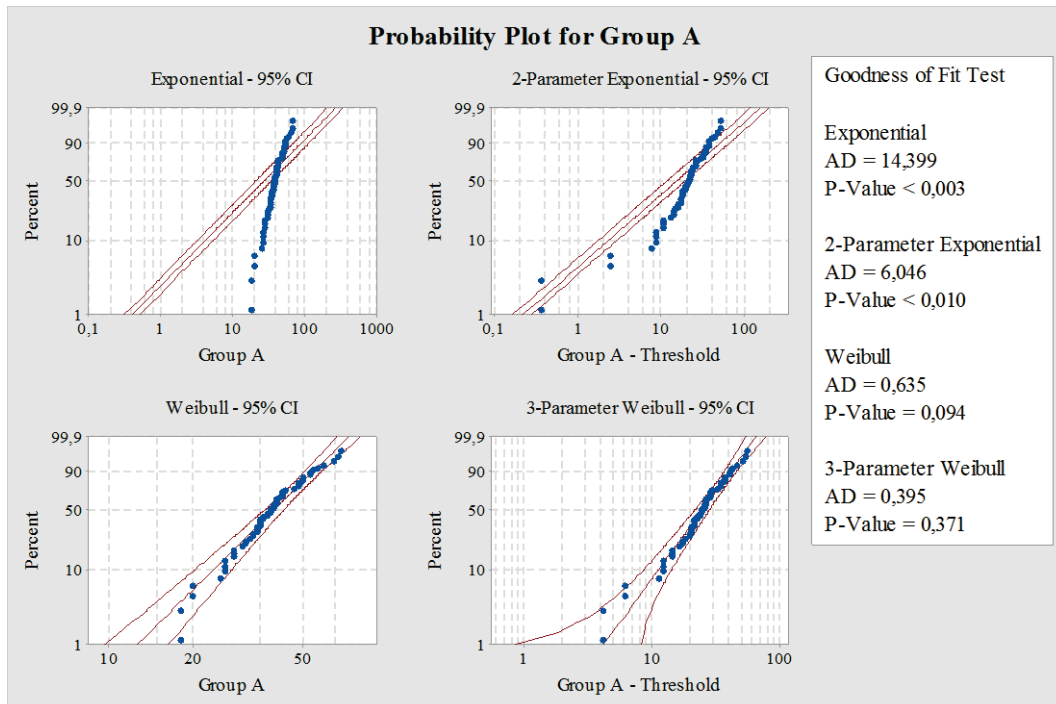 Probability Plot for Group A
Exponential - 95% CI
99,9
90
50
10
1
Percent
0,1
1
10
100
1000
Group A
2-Parameter Exponential - 95% CI
99,9
90
50
10
1
Percent
0,1
1
10
100
Group A - Threshold
Weibull - 95% CI
99,9
90
50
10
1
Percent
10
20
50
Group A
3-Parameter Weibull - 95% CI
99,9
90
50
10
1
Percent
1
10
100
Group A - Threshold
Goodness of Fit Test
Exponential
AD = 14,399
P-Value < 0,003
2-Parameter Exponential
AD = 6,046
P-Value < 0,010
Weibull
AD = 0,635
P-Value = 0,094
3-Parameter Weibull
AD = 0,395
P-Value = 0,371